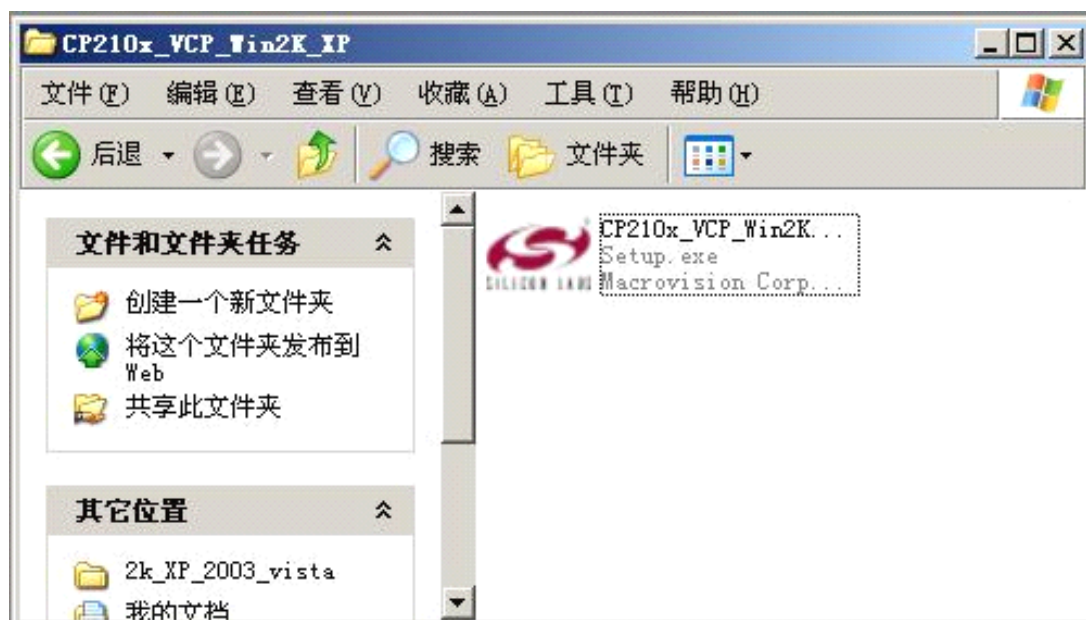 CP210x_VCP_Win2K_XP
文件(F) 编辑(E) 查看(V) 收藏(A) 工具(T) 帮助(H)
后退 搜索 文件夹
文件和文件夹任务
创建一个新文件夹
将这个文件夹发布到
Web
共享此文件夹
其它位置
2k_XP_2003_vista
我的文档
CP210x_VCP_Win2K...
Setup.exe
Macrovision Corp...
SILICON LABS